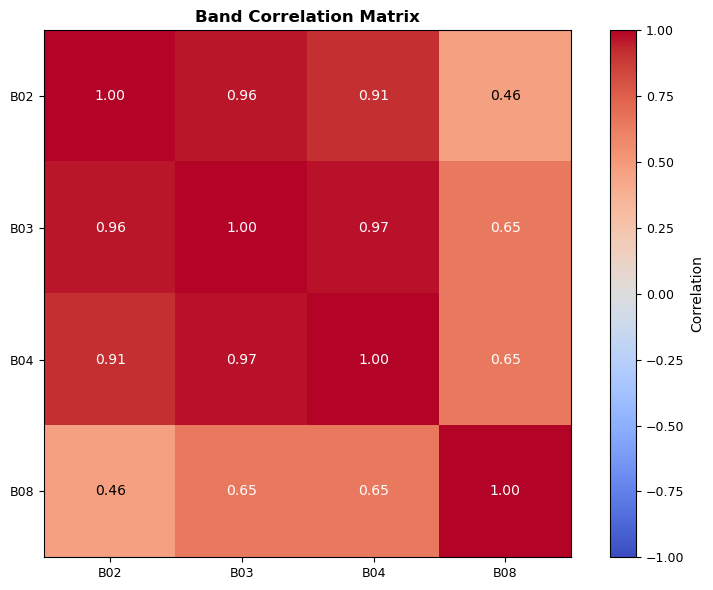 Band Correlation Matrix
B02 1.00 0.96 0.91 0.46
B03 0.96 1.00 0.97 0.65
B04 0.91 0.97 1.00 0.65
B08 0.46 0.65 0.65 1.00
B02 B03 B04 B08
1.00
0.75
0.50
0.25
0.00
−0.25
−0.50
−0.75
−1.00
Correlation